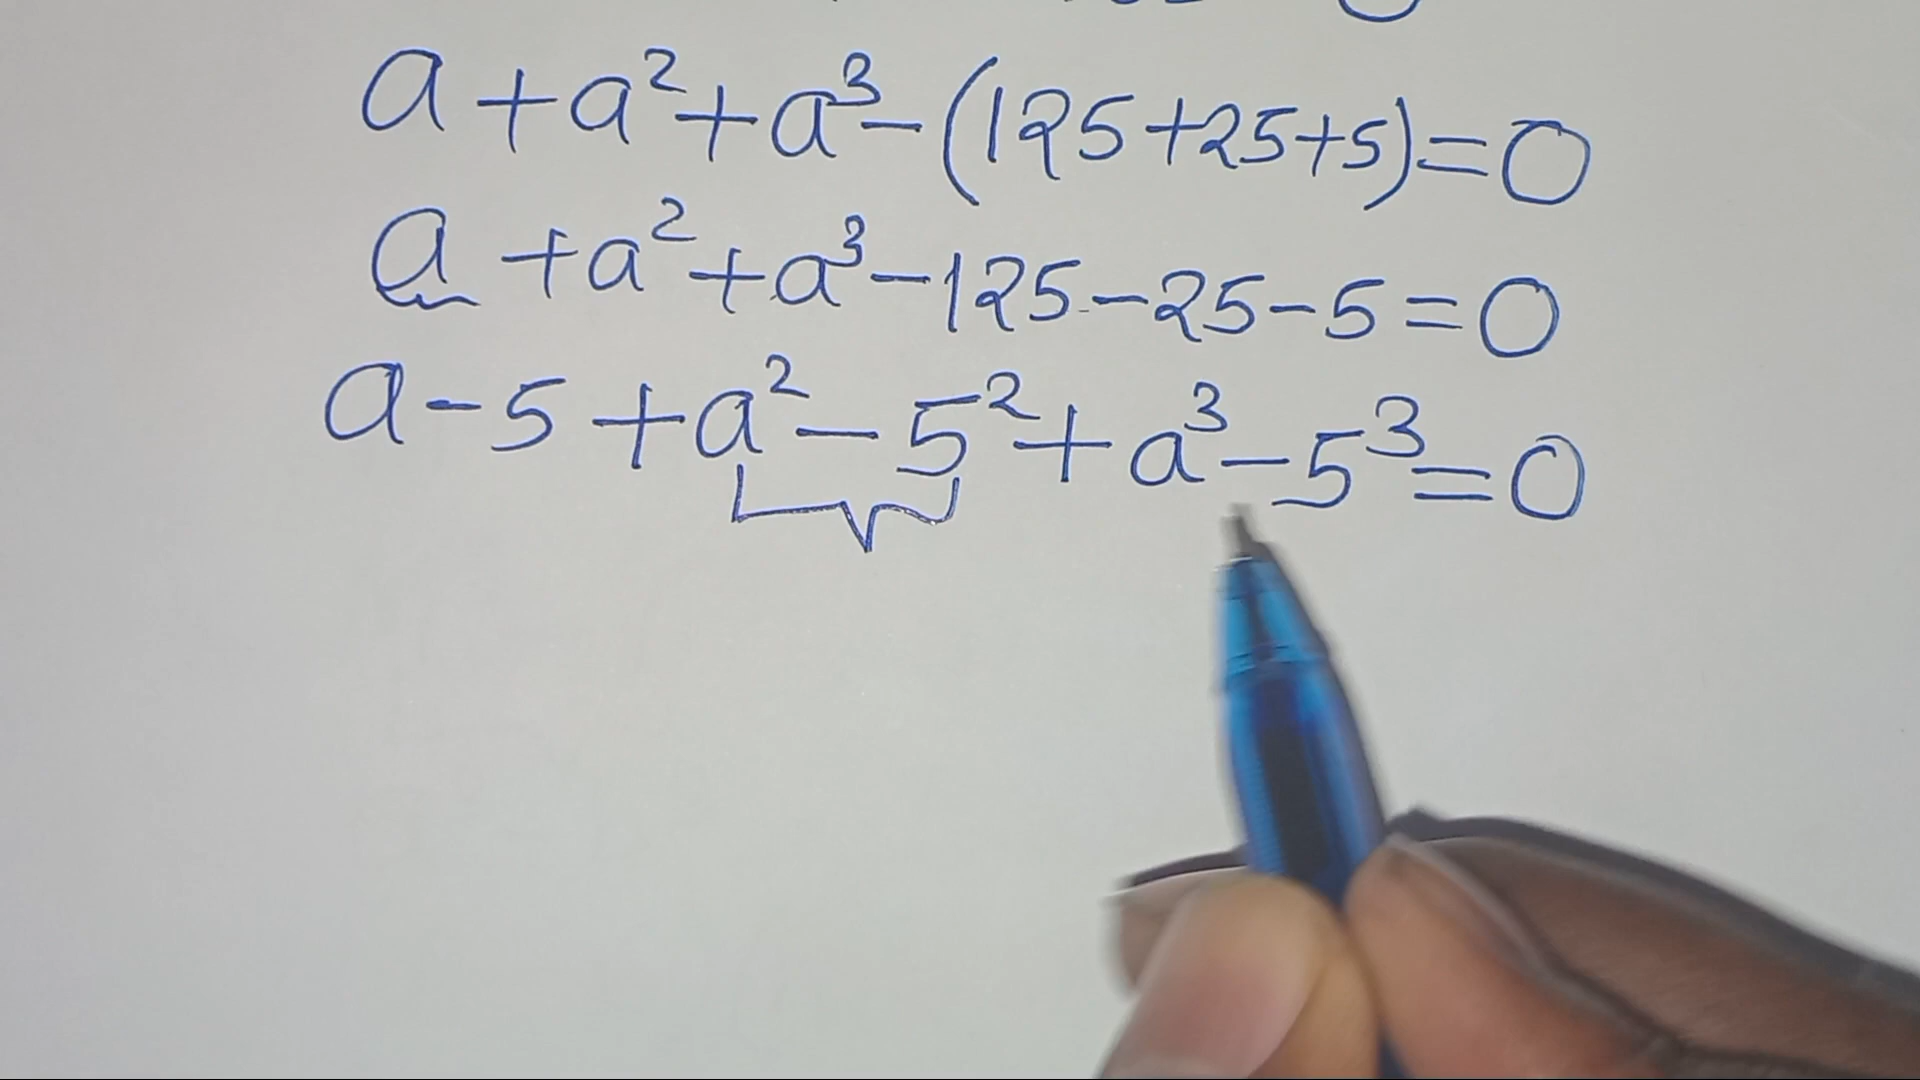 a + a² + a³ - (125 + 25 + 5) = 0
a + a² + a³ - 125 - 25 - 5 = 0
a - 5 + a² - 5² + a³ - 5³ = 0